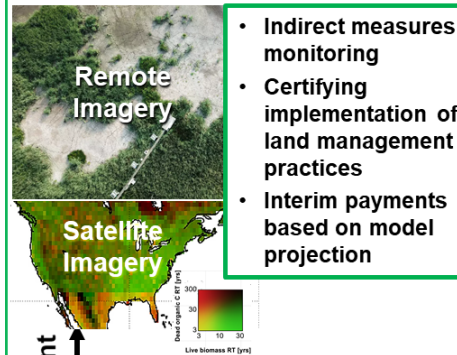 Remote
Imagery
• Indirect measures
monitoring
• Certifying
implementation of
land management
practices
• Interim payments
based on model
projection
Satellite
Imagery
Dead organic C RT [yrs]
300
30
3
3 10 30
Live biomass RT [yrs]
nt